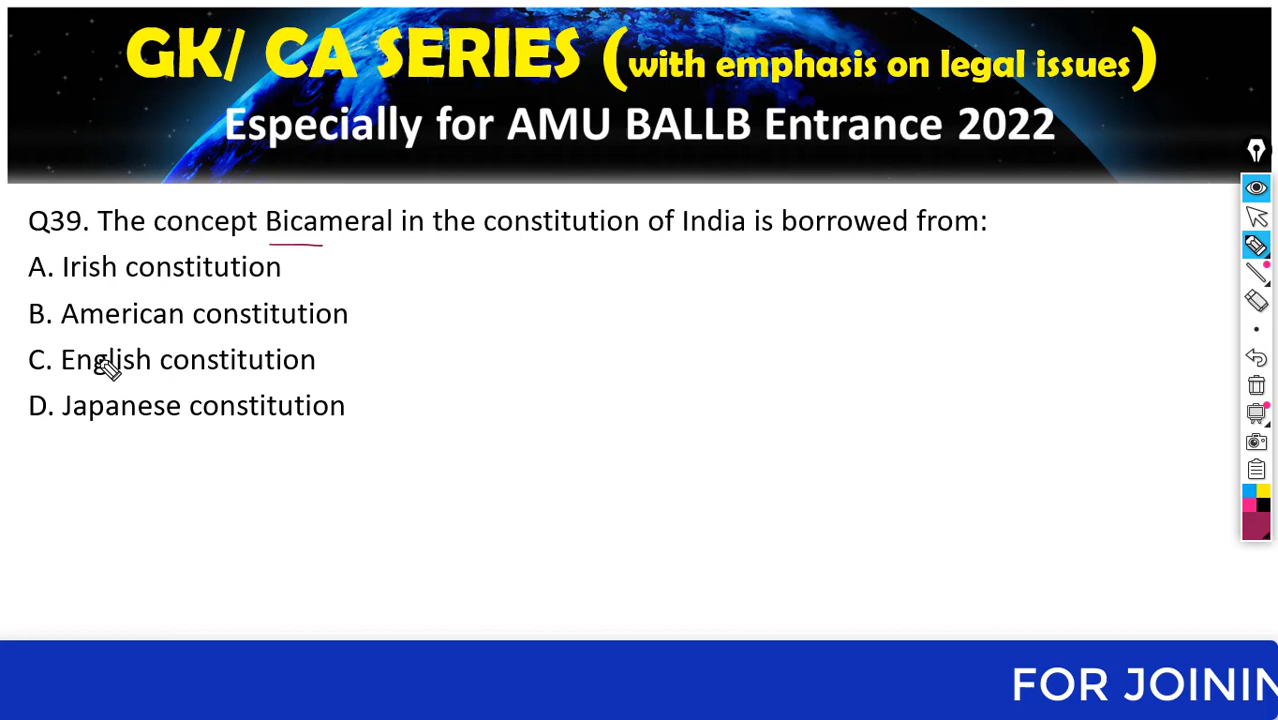 GK/ CA SERIES (with emphasis on legal issues)
Especially for AMU BALLB Entrance 2022
Q39. The concept Bicameral in the constitution of India is borrowed from:
A. Irish constitution
B. American constitution
C. English constitution
D. Japanese constitution
FOR JOININ